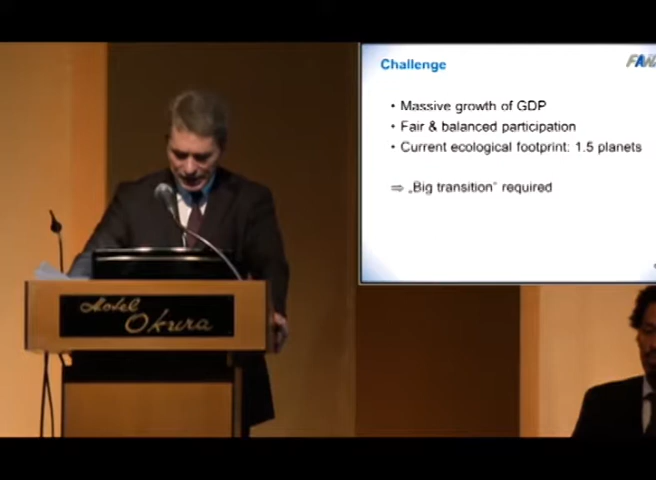 Challenge
• Massive growth of GDP
• Fair & balanced participation
• Current ecological footprint: 1.5 planets
⇒ „Big transition" required
Hotel
Okura